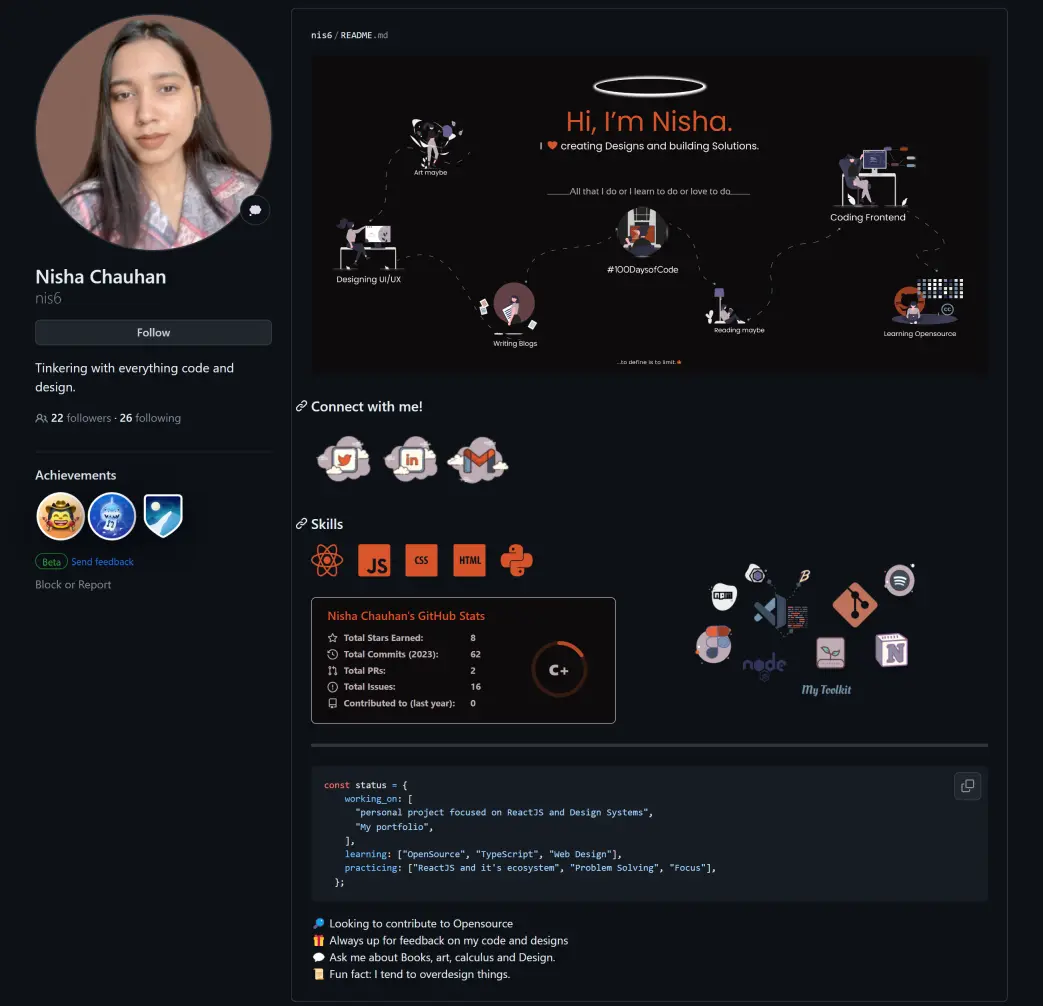 Nisha Chauhan
nis6
Follow
Tinkering with everything code and
design.
22 followers · 26 following
Achievements
Beta Send feedback
Block or Report
nis6/README.md
Hi, I'm Nisha.
I creating Designs and building Solutions.
All that I do or I learn to do or love to do
Art maybe
Designing UI/UX
Writing Blogs
#100DaysofCode
Reading maybe
Coding Frontend
CC
Learning Opensource
...to define is to limit.
Connect with me!
in
Skills
JS
CSS
HTML
Nisha Chauhan's GitHub Stats
Total Stars Earned: 8
Total Commits (2023): 62
Total PRs: 2
Total Issues: 16
Contributed to (last year): 0
C+
B
npm
node
N
My Toolkit
const status = {
working_on: [
"personal project focused on ReactJS and Design Systems",
"My portfolio",
],
learning: ["OpenSource", "TypeScript", "Web Design"],
practicing: ["ReactJS and it's ecosystem", "Problem Solving", "Focus"],
};
Looking to contribute to Opensource
Always up for feedback on my code and designs
Ask me about Books, art, calculus and Design.
Fun fact: I tend to overdesign things.